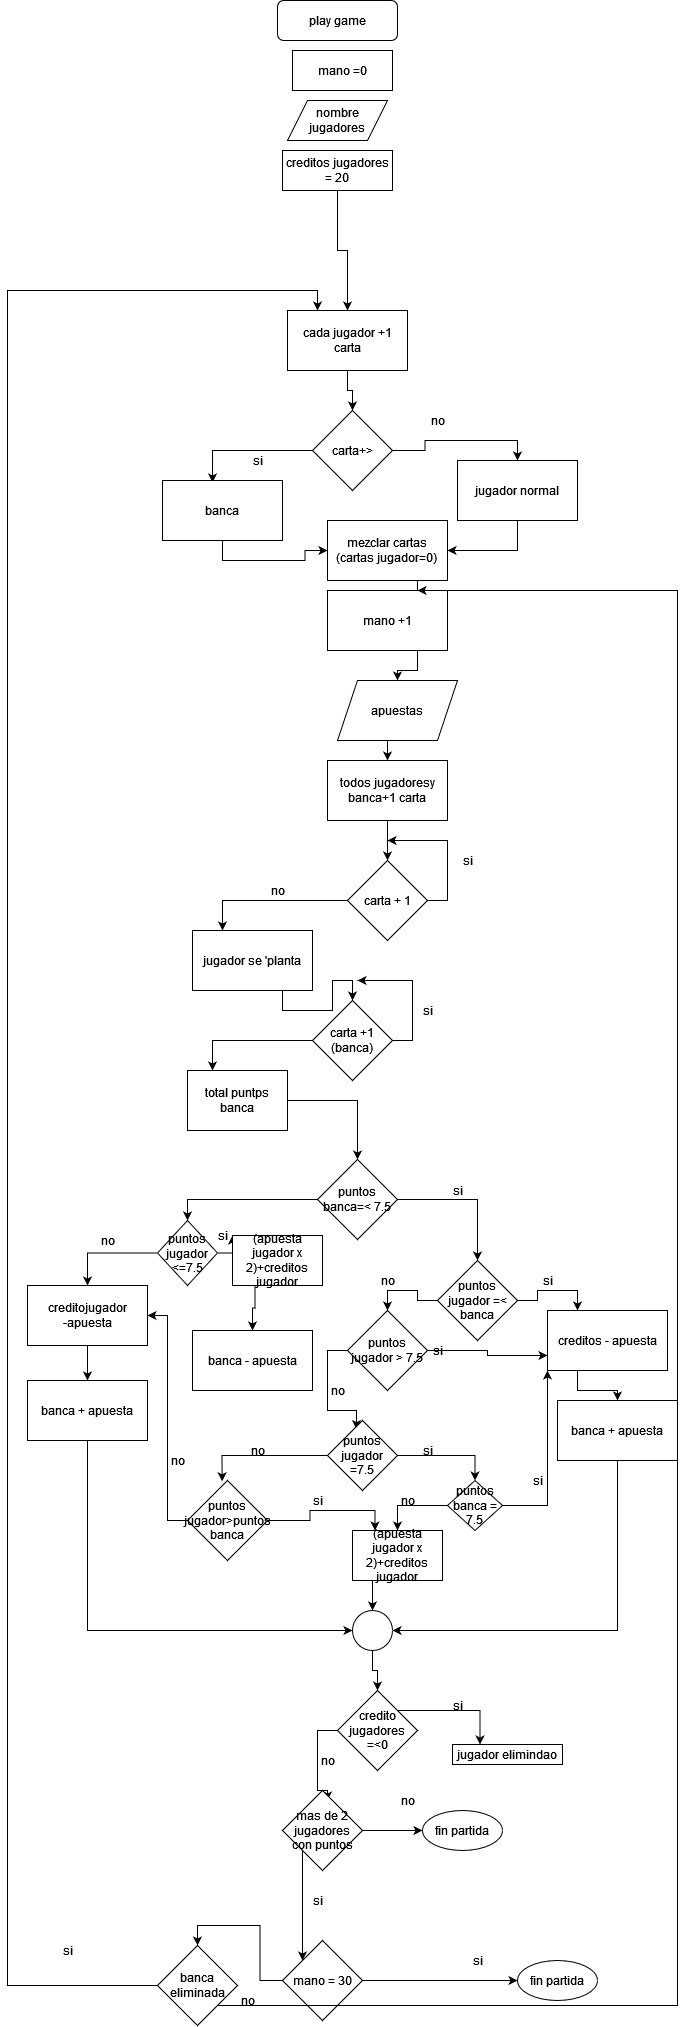 play game
mano =0
nombre
jugadores
creditos jugadores
= 20
cada jugador +1
carta
no
carta+>
si
jugador normal
banca
mezclar cartas
(cartas jugador=0)
mano +1
apuestas
todos jugadoresy
banca+1 carta
si
no
carta + 1
jugador se 'planta
si
carta +1
(banca)
total puntps
banca
puntos
banca=< 7.5
si
no
puntos
jugador
<=7.5
si
(apuesta
jugador x
2)+creditos
jugador
no
puntos
jugador =<
banca
si
creditojugador
-apuesta
puntos
jugador > 7.5
si
creditos - apuesta
banca - apuesta
no
banca + apuesta
banca + apuesta
no
puntos
jugador
=7.5
si
no
puntos
jugador>puntos
banca
si
no
puntos
banca =
7.5
si
(apuesta
jugador x
2)+creditos
jugador
credito
jugadores
=<0
si
jugador elimindao
no
mas de 2
jugadores
con puntos
no
fin partida
si
si
banca
eliminada
no
mano = 30
si
fin partida